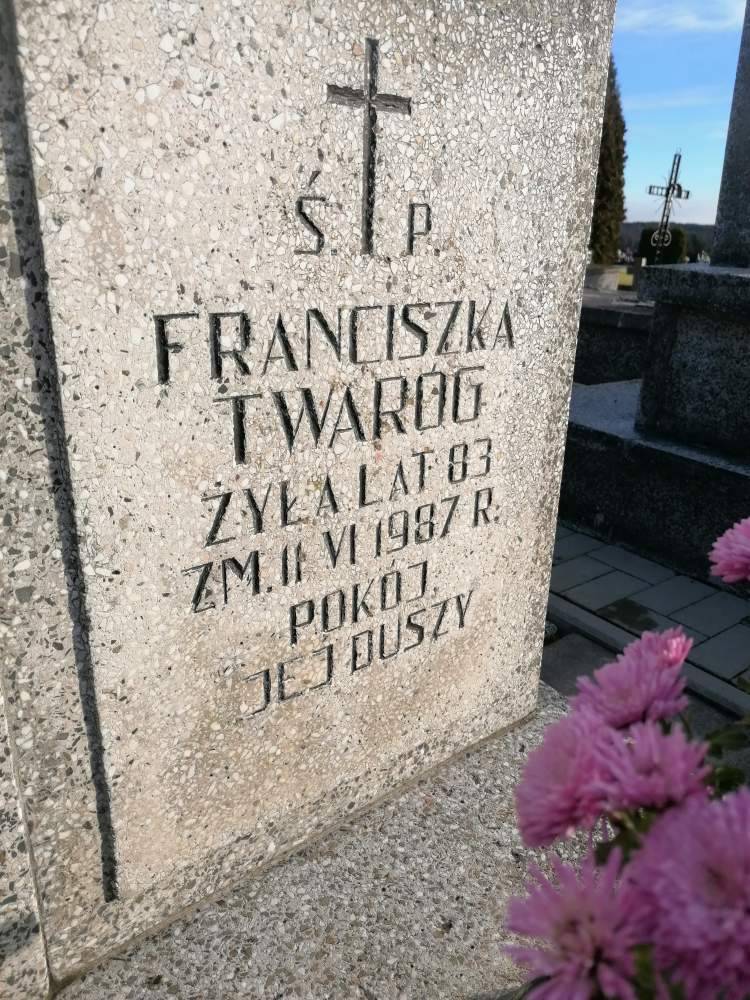 Ś. P.
FRANCISZKA
TWARÓG
ŻYŁA LAT 83
ZM. 11 VI 1987 R.
POKÓJ
JEJ DUSZY